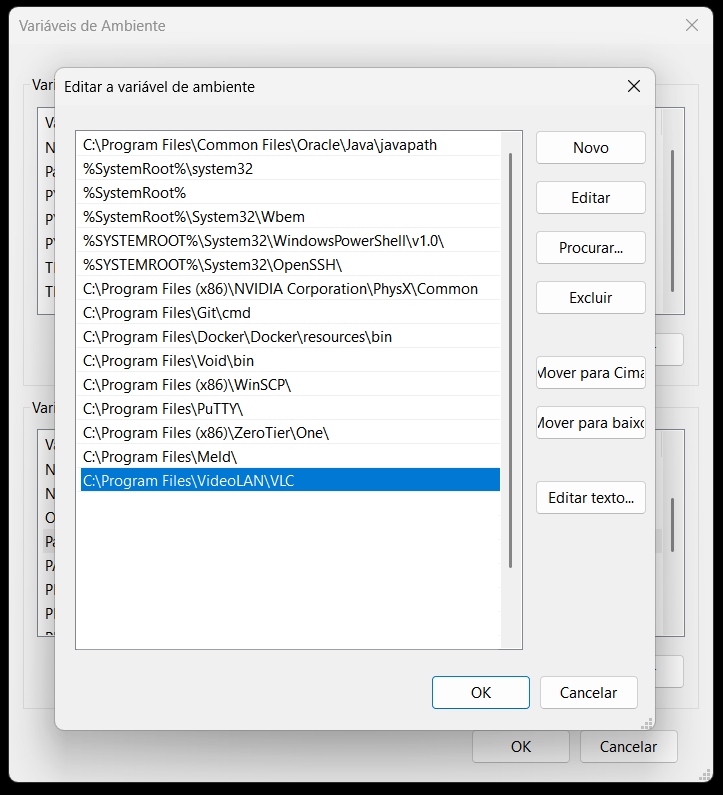 Variáveis de Ambiente
Editar a variável de ambiente
C:\Program Files\Common Files\Oracle\Java\javapath
%SystemRoot%\system32
%SystemRoot%
%SystemRoot%\System32\Wbem
%SYSTEMROOT%\System32\WindowsPowerShell\v1.0\
%SYSTEMROOT%\System32\OpenSSH\
C:\Program Files (x86)\NVIDIA Corporation\PhysX\Common
C:\Program Files\Git\cmd
C:\Program Files\Docker\Docker\resources\bin
C:\Program Files\Void\bin
C:\Program Files (x86)\WinSCP\
C:\Program Files\PuTTY\
C:\Program Files (x86)\ZeroTier\One\
C:\Program Files\Meld\
C:\Program Files\VideoLAN\VLC
Novo
Editar
Procurar...
Excluir
Mover para Cima
Mover para baixo
Editar texto...
OK
Cancelar
OK
Cancelar